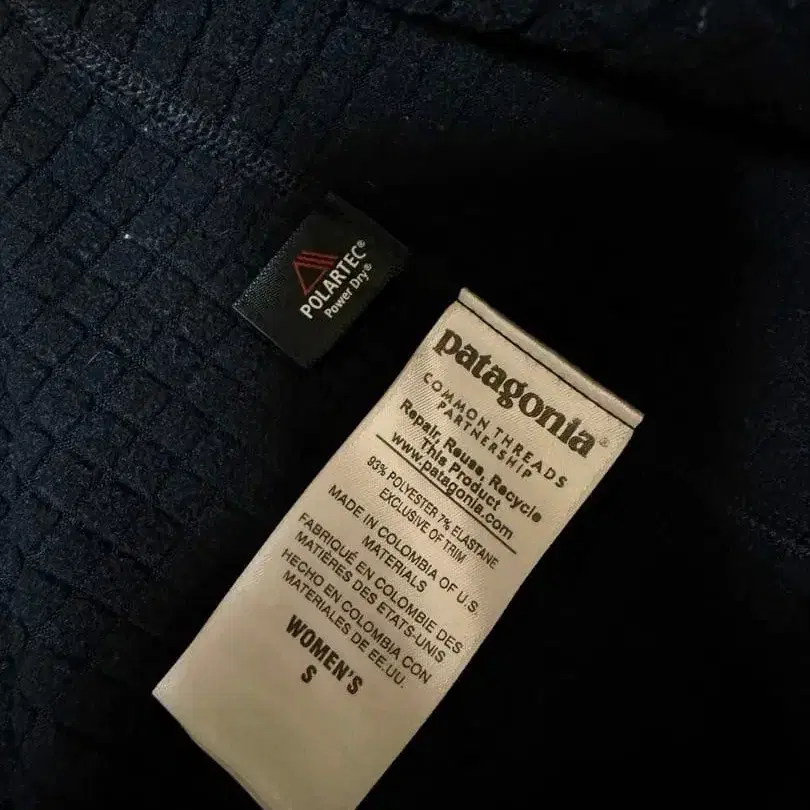 POLARTEC®
Power Dry®
patagonia®
COMMON THREADS
PARTNERSHIP
Repair, Reuse, Recycle
This Product
www.patagonia.com
93% POLYESTER 7% ELASTANE
EXCLUSIVE OF TRIM
MADE IN COLOMBIA OF U.S.
MATERIALS
FABRIQUÉ EN COLOMBIE DES
MATIÈRES DES ETATS-UNIS
HECHO EN COLOMBIA CON
MATERIALES DE EE.UU.
WOMEN'S
S